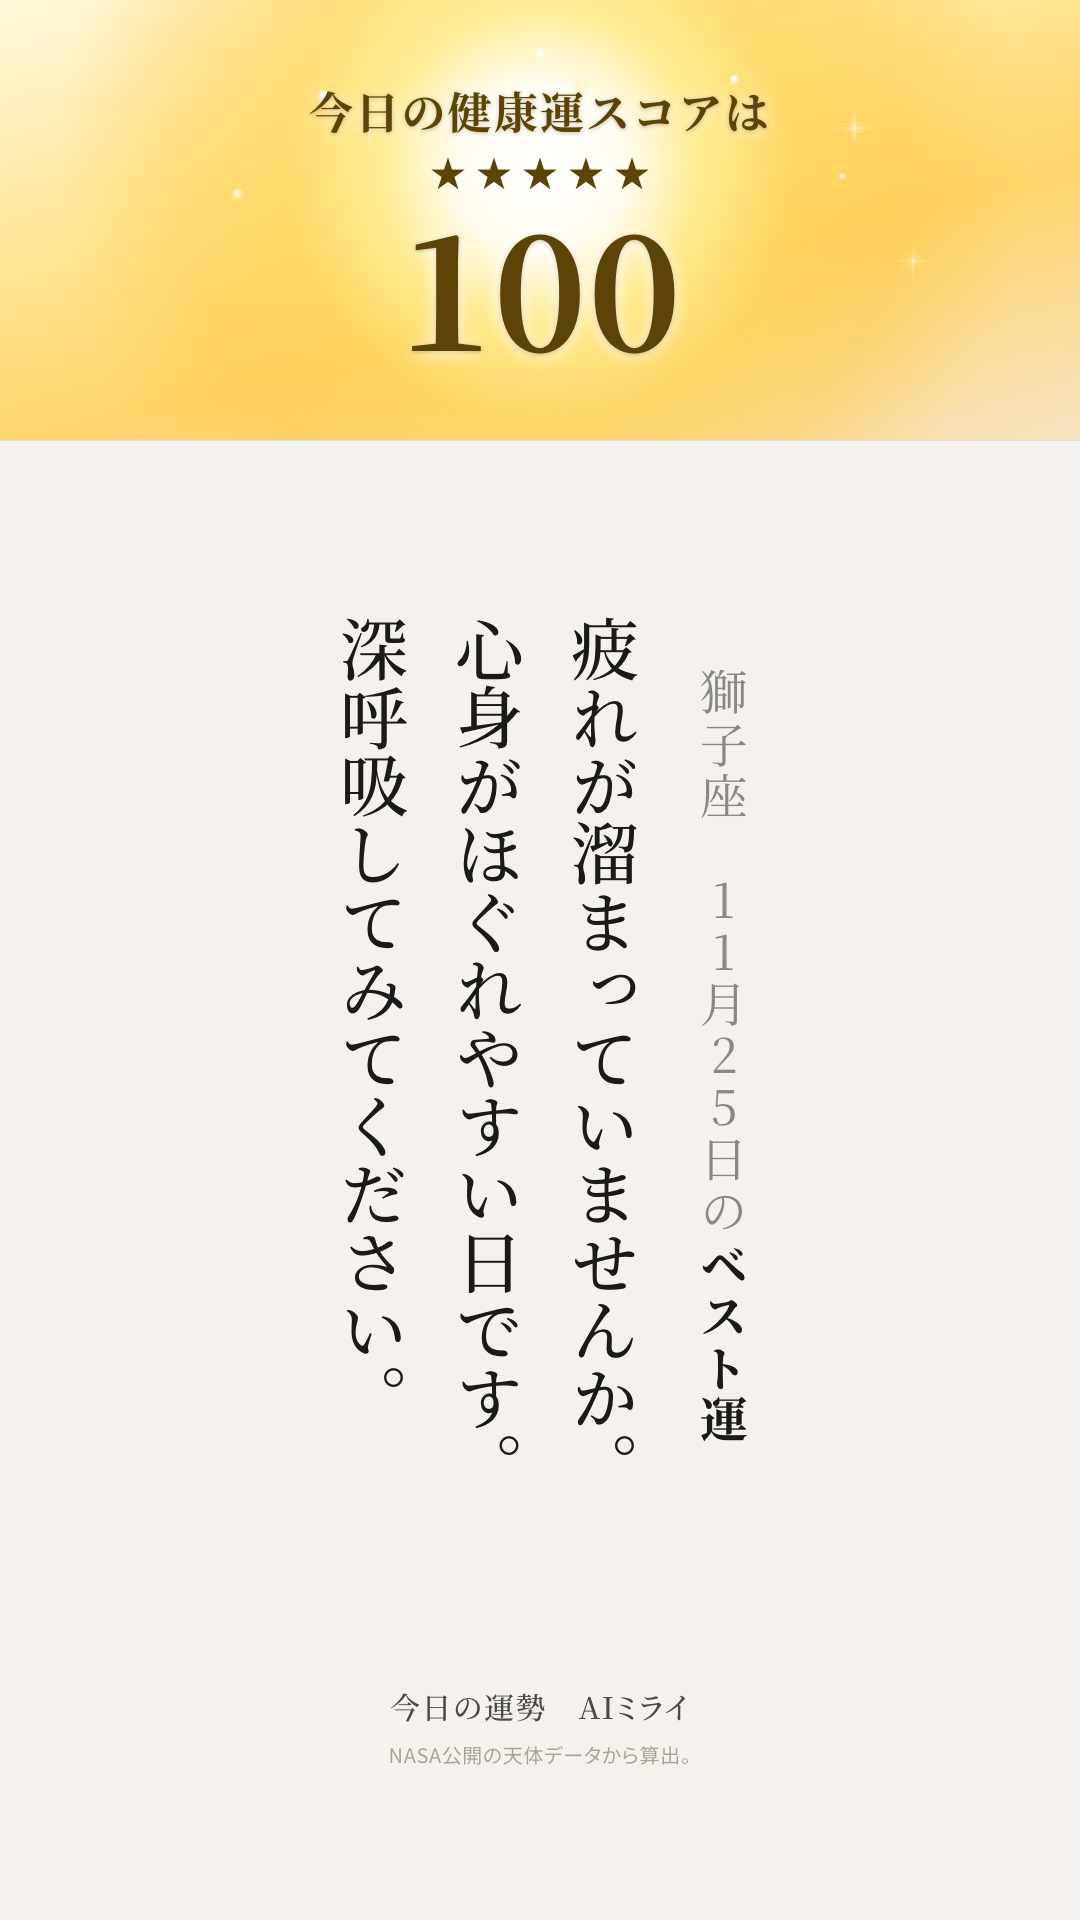 今日の健康運スコアは
★★★★★
100
獅子座　11月25日のベスト運
疲れが溜まっていませんか。
心身がほぐれやすい日です。
深呼吸してみてください。
今日の運勢　AIミライ
NASA公開の天体データから算出。